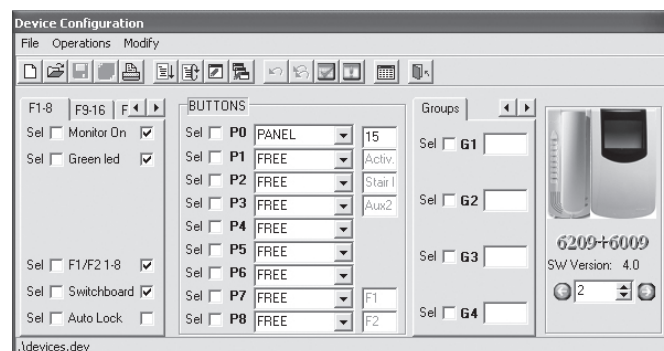 Device Configuration
File Operations Modify
F1-8 F9-16 F
Sel Monitor On
Sel Green led
Sel F1/F2 1-8
Sel Switchboard
Sel Auto Lock
BUTTONS
Sel P0 PANEL 15
Sel P1 FREE Activ.
Sel P2 FREE Stair l
Sel P3 FREE Aux2
Sel P4 FREE
Sel P5 FREE
Sel P6 FREE
Sel P7 FREE F1
Sel P8 FREE F2
Groups
Sel G1
Sel G2
Sel G3
Sel G4
6209+6009
SW Version: 4.0
2
.\devices.dev